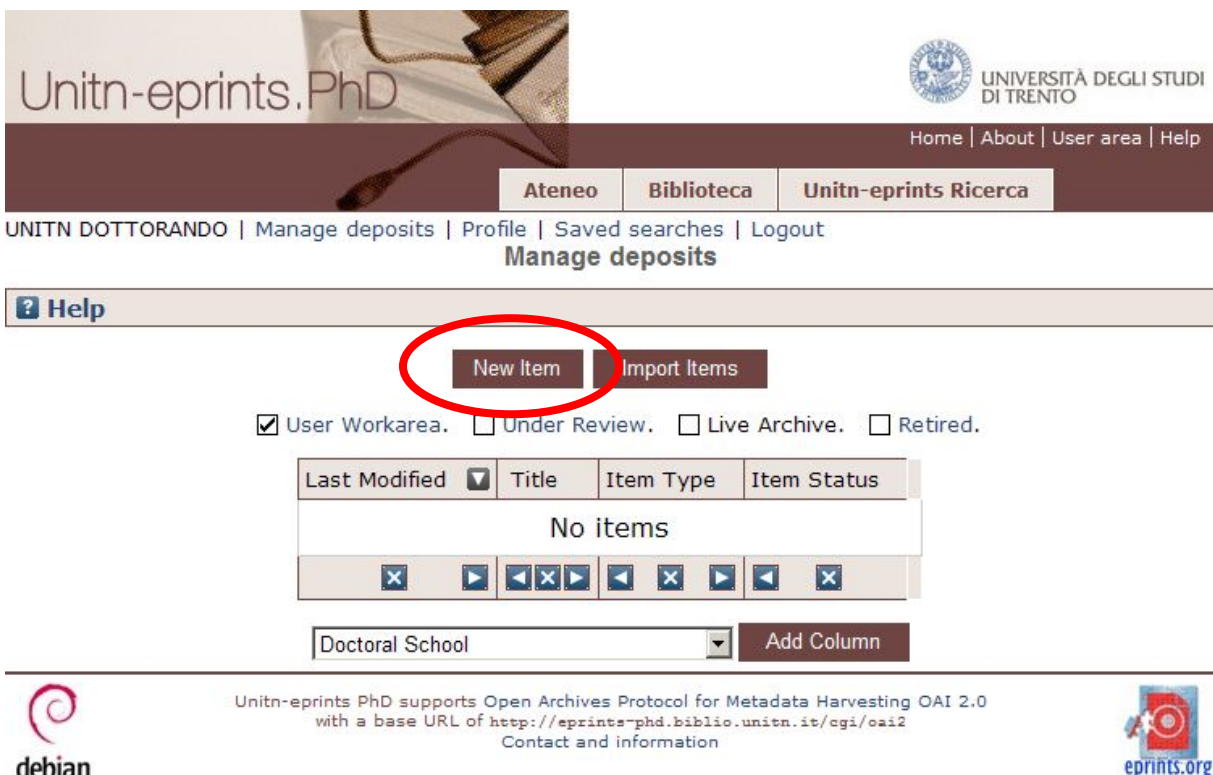 Unitn-eprints.PhD
UNIVERSITÀ DEGLI STUDI
DI TRENTO
Home | About | User area | Help
Ateneo Biblioteca Unitn-eprints Ricerca
UNITN DOTTORANDO | Manage deposits | Profile | Saved searches | Logout
Manage deposits
? Help
New Item Import Items
User Workarea. Under Review. Live Archive. Retired.
Last Modified Title Item Type Item Status
No items
Doctoral School Add Column
Unitn-eprints PhD supports Open Archives Protocol for Metadata Harvesting OAI 2.0
with a base URL of http://eprints-phd.biblio.unitn.it/cgi/oai2
Contact and information
debian
eprints.org